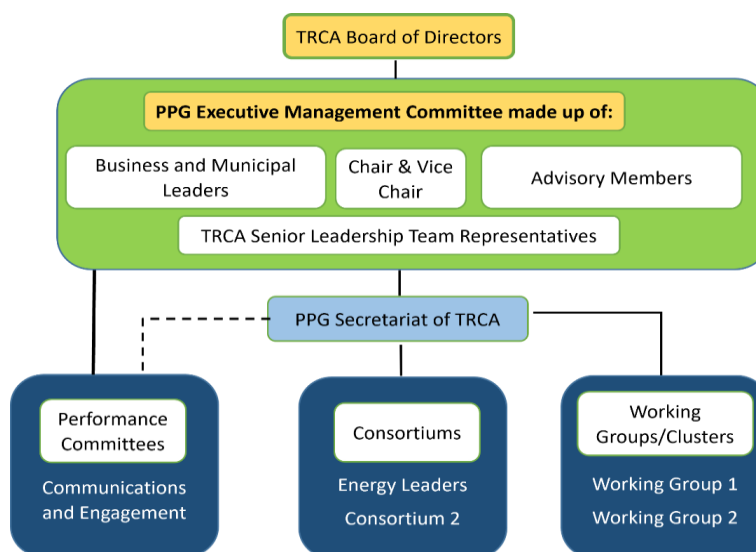 TRCA Board of Directors
PPG Executive Management Committee made up of:
Business and Municipal
Leaders
Chair & Vice
Chair
Advisory Members
TRCA Senior Leadership Team Representatives
PPG Secretariat of TRCA
Performance
Committees
Communications
and Engagement
Consortiums
Energy Leaders
Consortium 2
Working
Groups/Clusters
Working Group 1
Working Group 2